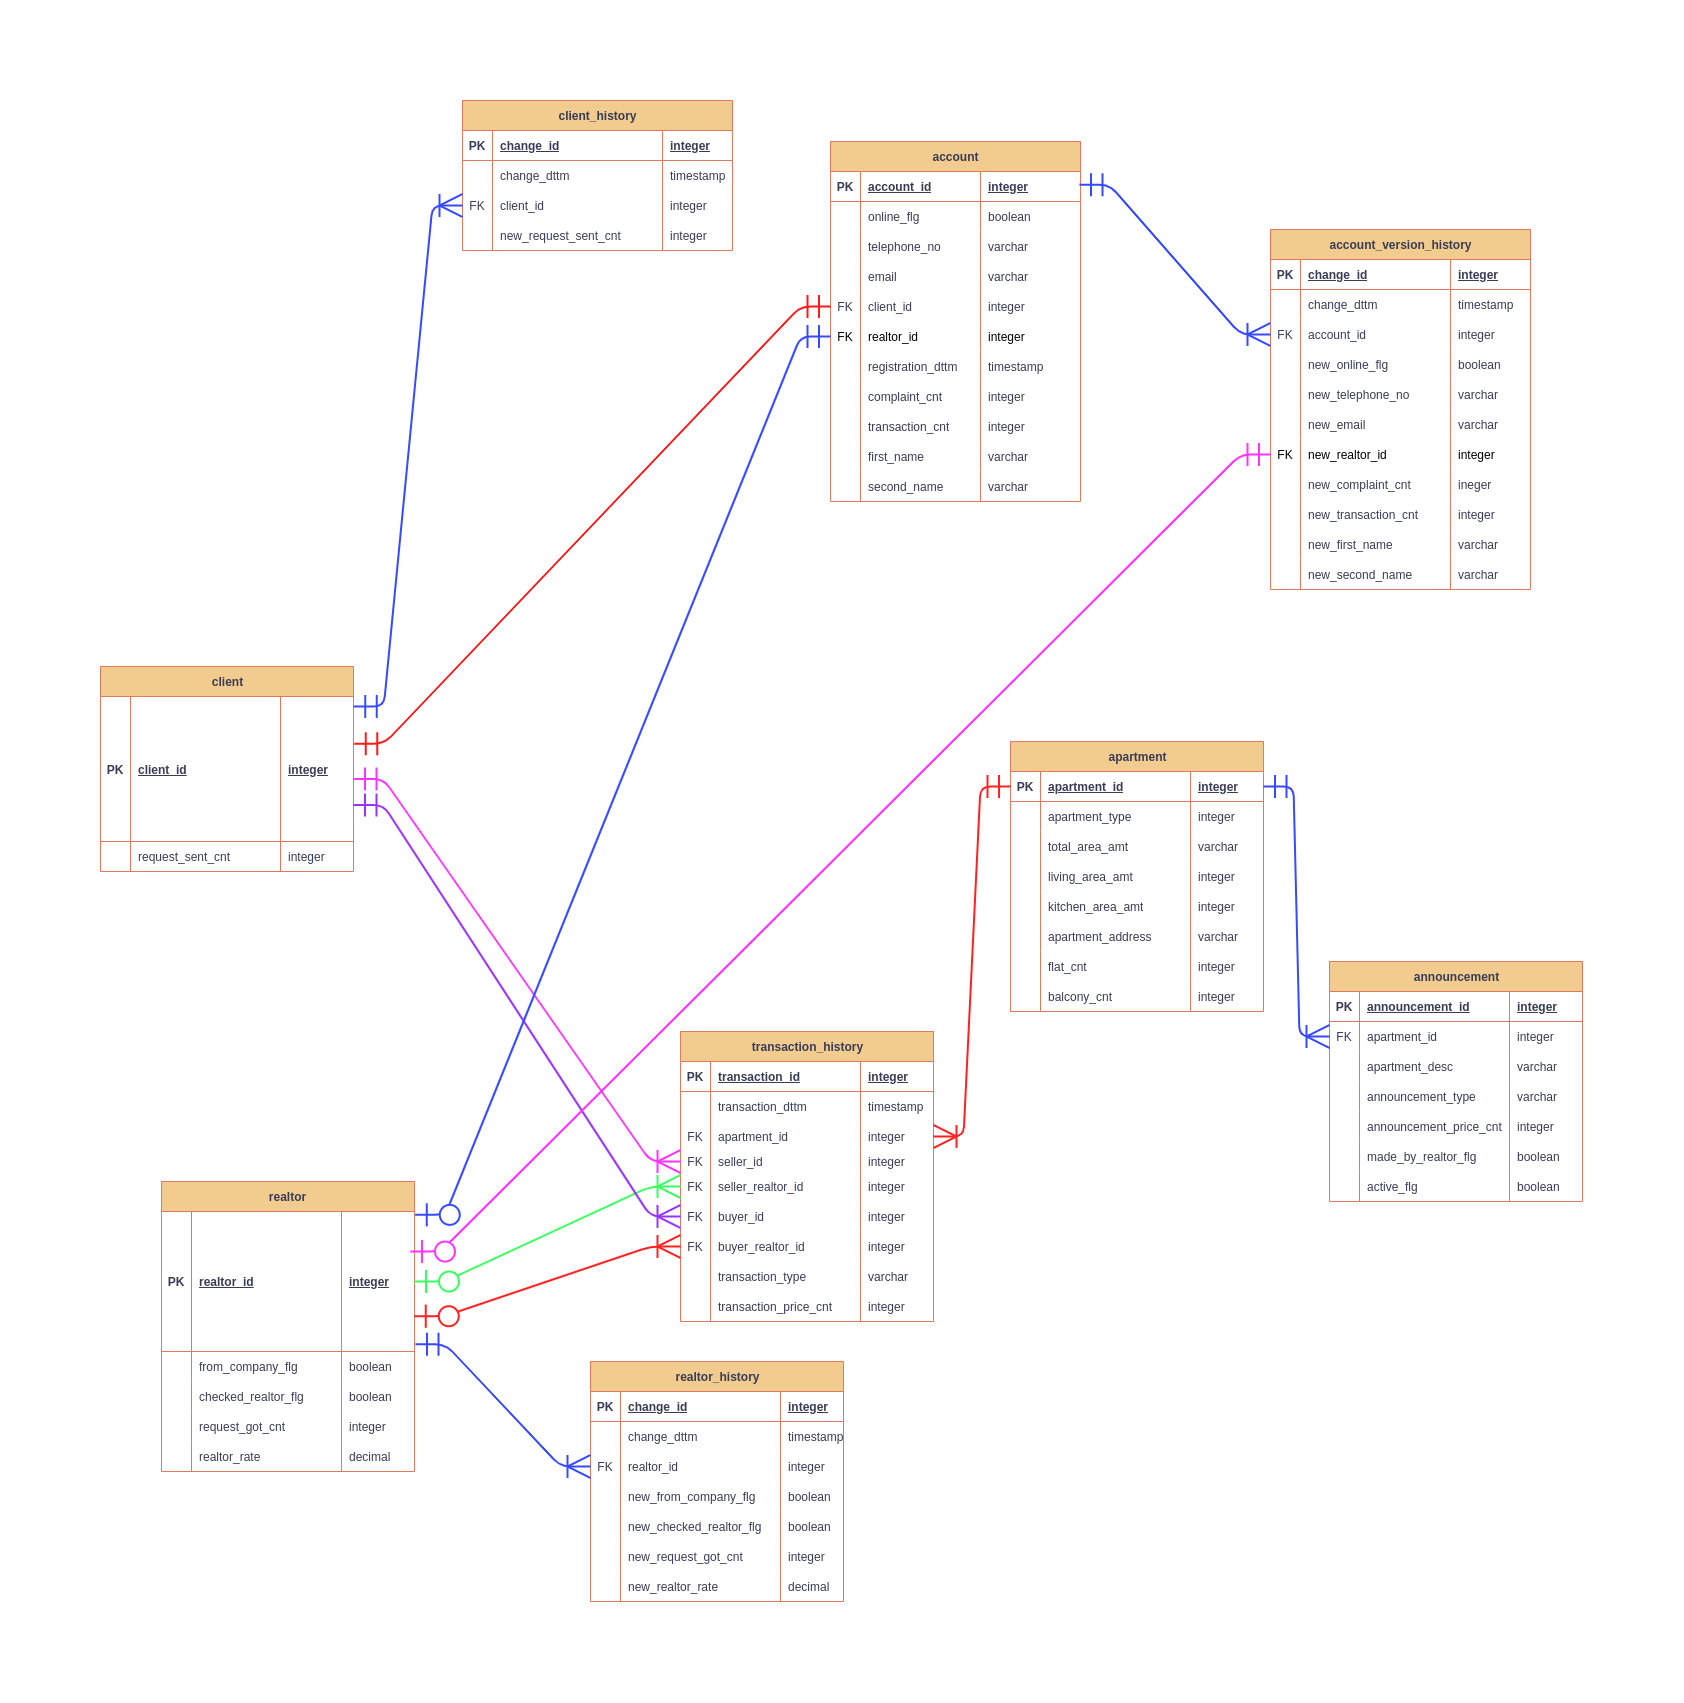 client_history
PK change_id integer
change_dttm timestamp
FK client_id integer
new_request_sent_cnt integer
account
PK account_id integer
online_flg boolean
telephone_no varchar
email varchar
FK client_id integer
FK realtor_id integer
registration_dttm timestamp
complaint_cnt integer
transaction_cnt integer
first_name varchar
second_name varchar
account_version_history
PK change_id integer
change_dttm timestamp
FK account_id integer
new_online_flg boolean
new_telephone_no varchar
new_email varchar
FK new_realtor_id integer
new_complaint_cnt ineger
new_transaction_cnt integer
new_first_name varchar
new_second_name varchar
client
PK client_id integer
request_sent_cnt integer
apartment
PK apartment_id integer
apartment_type integer
total_area_amt varchar
living_area_amt integer
kitchen_area_amt integer
apartment_address varchar
flat_cnt integer
balcony_cnt integer
announcement
PK announcement_id integer
FK apartment_id integer
apartment_desc varchar
announcement_type varchar
announcement_price_cnt integer
made_by_realtor_flg boolean
active_flg boolean
transaction_history
PK transaction_id integer
transaction_dttm timestamp
FK apartment_id integer
FK seller_id integer
FK seller_realtor_id integer
FK buyer_id integer
FK buyer_realtor_id integer
transaction_type varchar
transaction_price_cnt integer
realtor
PK realtor_id integer
from_company_flg boolean
checked_realtor_flg boolean
request_got_cnt integer
realtor_rate decimal
realtor_history
PK change_id integer
change_dttm timestamp
FK realtor_id integer
new_from_company_flg boolean
new_checked_realtor_flg boolean
new_request_got_cnt integer
new_realtor_rate decimal